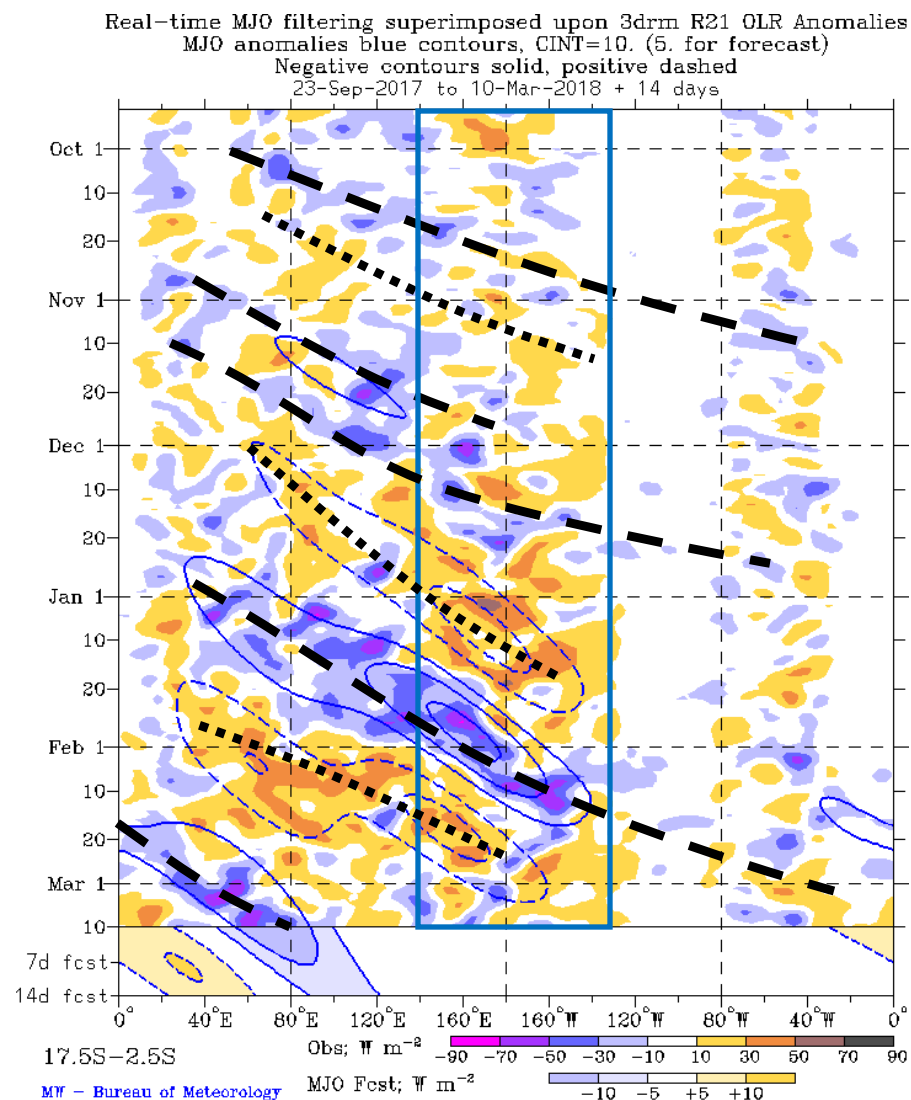 Real-time MJO filtering superimposed upon 3drm R21 OLR Anomalies
MJO anomalies blue contours, CINT=10. (5. for forecast)
Negative contours solid, positive dashed
23-Sep-2017 to 10-Mar-2018 + 14 days
Oct 1
10
20
Nov 1
10
20
Dec 1
10
20
Jan 1
10
20
Feb 1
10
20
Mar 1
10
7d fcst
14d fcst
0° 40°E 80°E 120°E 160°E 160°W 80°W 40°W 0°
17.5S-2.5S
Obs; W m⁻²
-90 -70 -50 -30 -10 10 30 50 70 90
MJO Fcst; W m⁻²
-10 -5 +5 +10
MW - Bureau of Meteorology